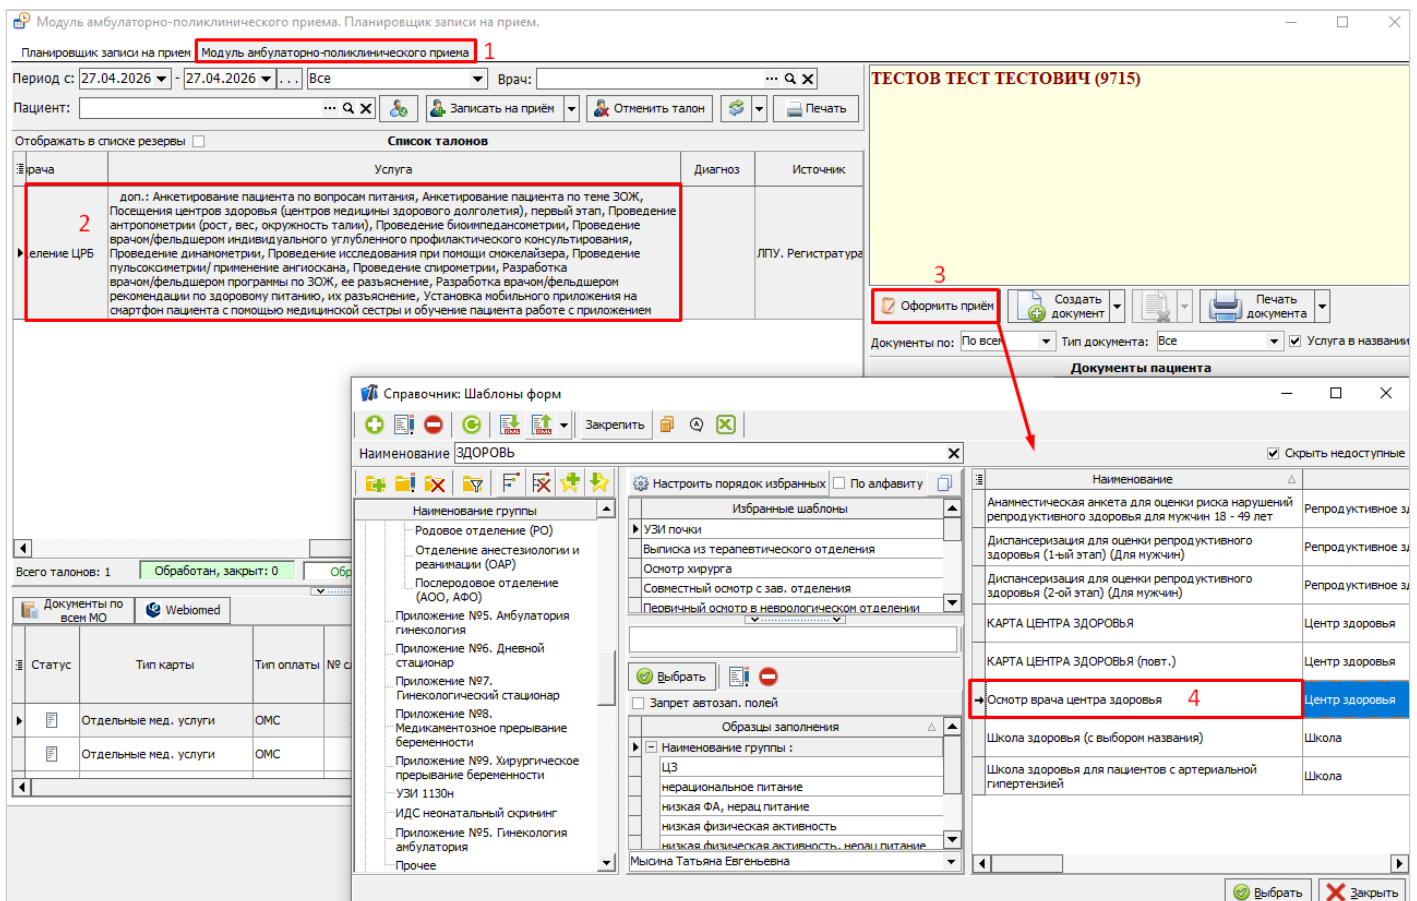 Модуль амбулаторно-поликлинического приема. Планировщик записи на прием.
Планировщик записи на прием Модуль амбулаторно-поликлинического приема 1
Период с: 27.04.2026 - 27.04.2026 ... Все Врач:
Пациент: Записать на приём Отменить талон Печать
Отображать в списке резервы Список талонов
рача Услуга Диагноз Источник
2
еление ЦРБ
доп.: Анкетирование пациента по вопросам питания, Анкетирование пациента по теме ЗОЖ,
Посещения центров здоровья (центров медицины здорового долголетия), первый этап, Проведение
антропометрии (рост, вес, окружность талии), Проведение биоимпедансометрии, Проведение
врачом/фельдшером индивидуального углубленного профилактического консультирования,
Проведение динамометрии, Проведение исследования при помощи смокелайзера, Проведение
пульсоксиметрии/ применение ангиоскана, Проведение спирометрии, Разработка
врачом/фельдшером программы по ЗОЖ, ее разъяснение, Разработка врачом/фельдшером
рекомендации по здоровому питанию, их разъяснение, Установка мобильного приложения на
смартфон пациента с помощью медицинской сестры и обучение пациента работе с приложением
ЛПУ. Регистратура
ТЕСТОВ ТЕСТ ТЕСТОВИЧ (9715)
3
Оформить приём
Создать
документ
Печать
документа
Документы по: По всем Тип документа: Все Услуга в названии
Документы пациента
Всего талонов: 1 Обработан, закрыт: 0 Обр
Документы по
всем МО
Webiomed
Статус Тип карты Тип оплаты № сл
Отдельные мед. услуги ОМС
Отдельные мед. услуги ОМС
Справочник: Шаблоны форм
Закрепить
Наименование ЗДОРОВЬ Скрыть недоступные
Наименование группы
Родовое отделение (РО)
Отделение анестезиологии и
реанимации (ОАР)
Послеродовое отделение
(АОО, АФО)
Приложение №5. Амбулатория
гинекология
Приложение №6. Дневной
стационар
Приложение №7.
Гинекологический стационар
Приложение №8.
Медикаментозное прерывание
беременности
Приложение №9. Хирургическое
прерывание беременности
УЗИ 1130н
ИДС неонатальный скрининг
Приложение №5. Гинекология
амбулатория
Прочее
Настроить порядок избранных По алфавиту
Избранные шаблоны
УЗИ почки
Выписка из терапевтического отделения
Осмотр хирурга
Совместный осмотр с зав. отделения
Первичный осмотр в неврологическом отделении
Выбрать
Запрет автозап. полей
Образцы заполнения
Наименование группы :
ЦЗ
нерациональное питание
низкая ФА, нерац питание
низкая физическая активность
низкая физическая активность, нерац питание
Мысина Татьяна Евгеньевна
Наименование
Анамнестическая анкета для оценки риска нарушений
репродуктивного здоровья для мужчин 18 - 49 лет
Репродуктивное зд
Диспансеризация для оценки репродуктивного
здоровья (1-ый этап) (Для мужчин)
Репродуктивное зд
Диспансеризация для оценки репродуктивного
здоровья (2-ой этап) (Для мужчин)
Репродуктивное зд
КАРТА ЦЕНТРА ЗДОРОВЬЯ Центр здоровья
КАРТА ЦЕНТРА ЗДОРОВЬЯ (повт.) Центр здоровья
Осмотр врача центра здоровья 4 Центр здоровья
Школа здоровья (с выбором названия) Школа
Школа здоровья для пациентов с артериальной
гипертензией
Школа
Выбрать Закрыть